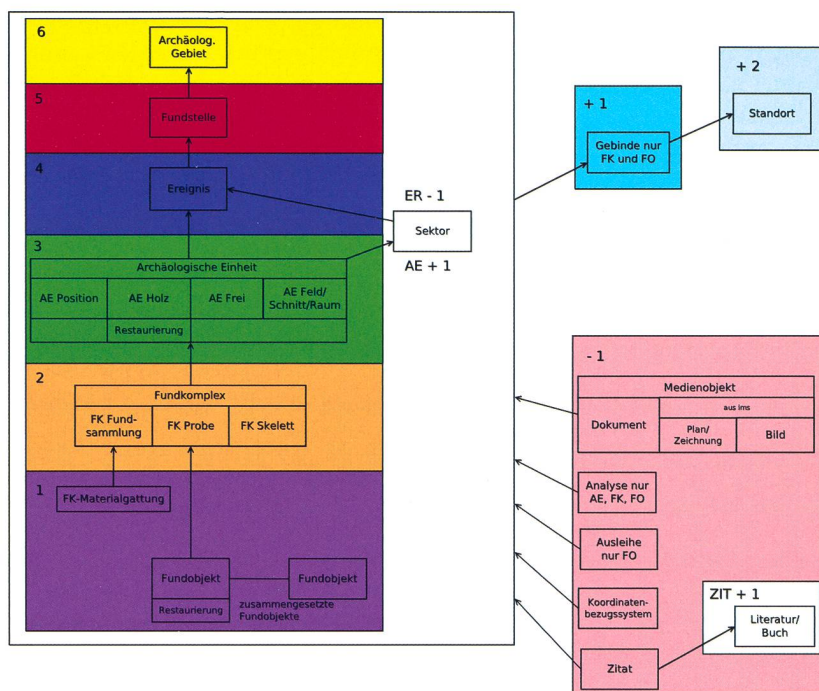 6
Archäolog.
Gebiet
5
Fundstelle
4
Ereignis
ER - 1
Sektor
AE + 1
3
Archäologische Einheit
AE Position
AE Holz
AE Frei
AE Feld/
Schnitt/Raum
Restaurierung
2
Fundkomplex
FK Fund-
sammlung
FK Probe
FK Skelett
1
FK-Materialgattung
Fundobjekt
Fundobjekt
Restaurierung
zusammengesetzte
Fundobjekte
+ 1
Gebinde nur
FK und FO
+ 2
Standort
- 1
Medienobjekt
Dokument
aus ims
Plan/
Zeichnung
Bild
Analyse nur
AE, FK, FO
Ausleihe
nur FO
Koordinaten-
bezugssystem
Zitat
ZIT + 1
Literatur/
Buch